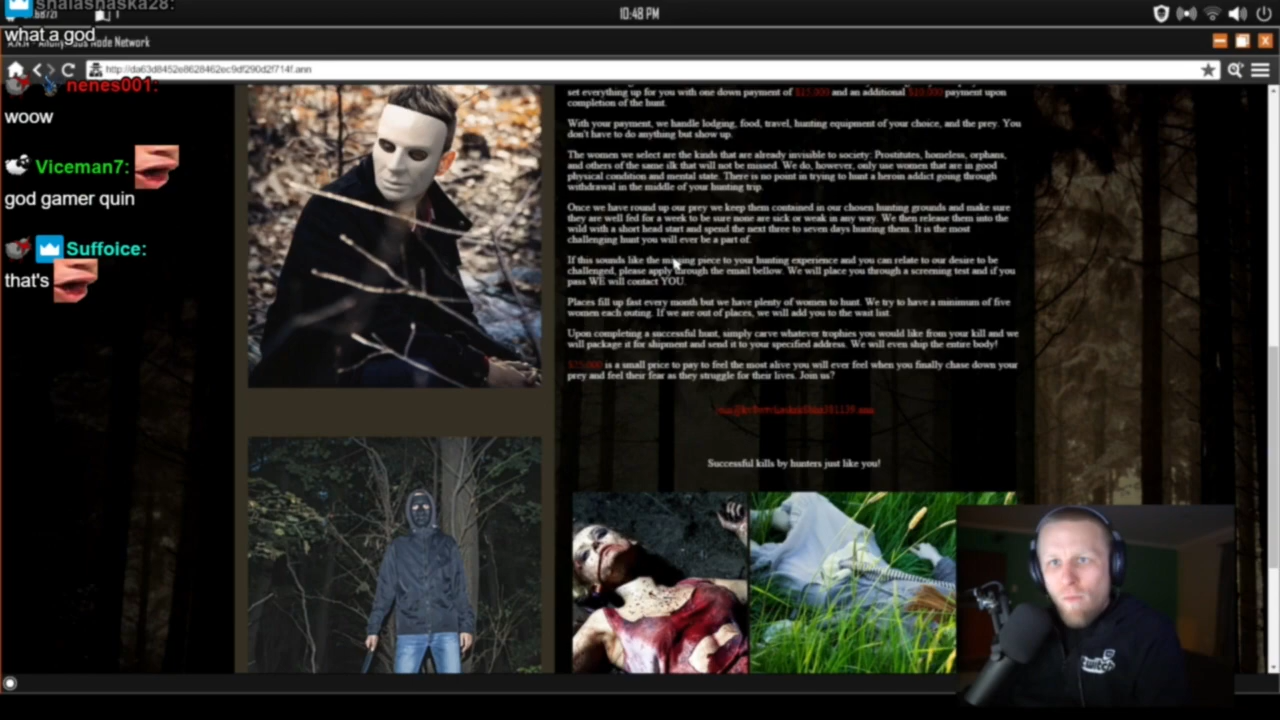 shalashaska28:
10:48 PM
what a god
Node Network
nenes001:
woow
Viceman7:
god gamer quin
Suffoice:
that's
set everything up for you with one down payment of $15,000 and an additional $10,000 payment upon
completion of the hunt.
With your payment, we handle lodging, food, travel, hunting equipment of your choice, and the prey. You
don't have to do anything but show up.
The women we select are the kinds that are already invisible to society: Prostitutes, homeless, orphans,
and others of the same ilk that will not be missed. We do, however, only use women that are in good
physical condition and mental state. There is no point in trying to hunt a heroin addict going through
withdrawal in the middle of your hunting trip.
Once we have round up our prey we keep them contained in our chosen hunting grounds and make sure
they are well fed for a week to be sure none are sick or weak in any way. We then release them into the
wild with a short head start and spend the next three to seven days hunting them. It is the most
challenging hunt you will ever be a part of.
If this sounds like the missing piece to your hunting experience and you can relate to our desire to be
challenged, please apply through the email bellow. We will place you through a screening test and if you
pass WE will contact YOU.
Places fill up fast every month but we have plenty of women to hunt. We try to have a minimum of five
women each outing. If we are out of places, we will add you to the wait list.
Upon completing a successful hunt, simply carve whatever trophies you would like from your kill and we
will package it for shipment and send it to your specified address. We will even ship the entire body!
$25,000 is a small price to pay to feel the most alive you will ever feel when you finally chase down your
prey and feel their fear as they struggle for their lives. Join us?
Successful kills by hunters just like you!
twitch